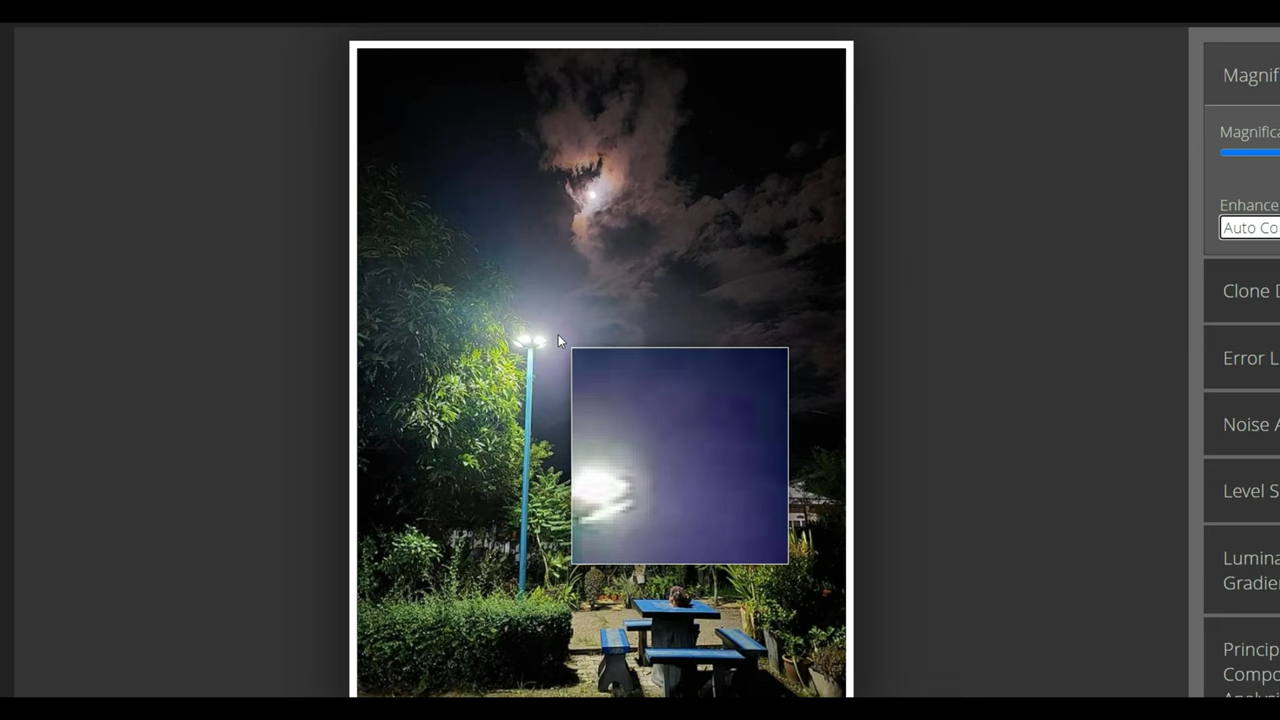 Magnif
Magnifica
Enhance
Auto Co
Clone D
Error L
Noise A
Level S
Lumina
Gradie
Princip
Compo